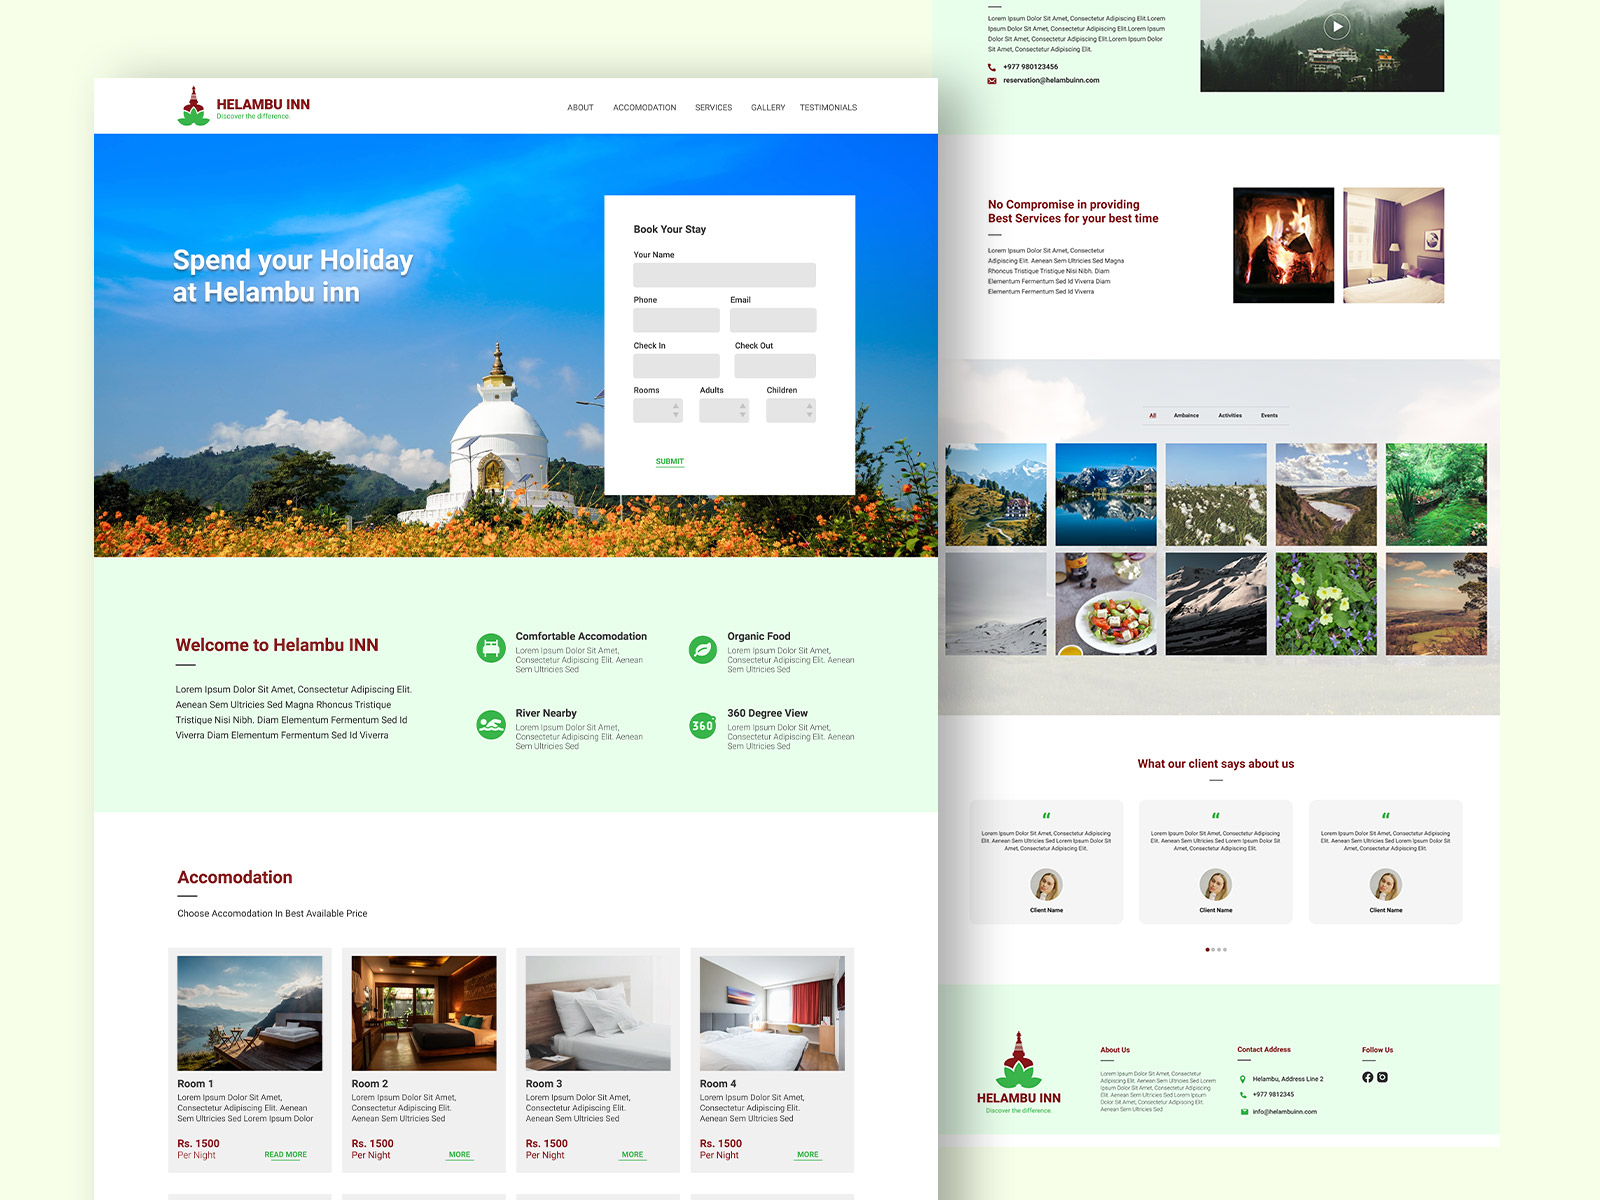 HELAMBU INN
Discover the difference.
ABOUT
ACCOMODATION
SERVICES
GALLERY
TESTIMONIALS
Spend your Holiday
at Helambu inn
Book Your Stay
Your Name
Phone
Email
Check In
Check Out
Rooms
Adults
Children
SUBMIT
Welcome to Helambu INN
Lorem Ipsum Dolor Sit Amet, Consectetur Adipiscing Elit.
Aenean Sem Ultricies Sed Magna Rhoncus Tristique
Tristique Nisi Nibh. Diam Elementum Fermentum Sed Id
Viverra Diam Elementum Fermentum Sed Id Viverra
Comfortable Accomodation
Lorem Ipsum Dolor Sit Amet,
Consectetur Adipiscing Elit. Aenean
Sem Ultricies Sed
Organic Food
Lorem Ipsum Dolor Sit Amet,
Consectetur Adipiscing Elit. Aenean
Sem Ultricies Sed
River Nearby
Lorem Ipsum Dolor Sit Amet,
Consectetur Adipiscing Elit. Aenean
Sem Ultricies Sed
360
360 Degree View
Lorem Ipsum Dolor Sit Amet,
Consectetur Adipiscing Elit. Aenean
Sem Ultricies Sed
Accomodation
Choose Accomodation In Best Available Price
Room 1
Lorem Ipsum Dolor Sit Amet,
Consectetur Adipiscing Elit. Aenean
Sem Ultricies Sed Lorem Ipsum Dolor
Rs. 1500
Per Night
READ MORE
Room 2
Lorem Ipsum Dolor Sit Amet,
Consectetur Adipiscing Elit.
Aenean Sem Ultricies Sed
Rs. 1500
Per Night
MORE
Room 3
Lorem Ipsum Dolor Sit Amet,
Consectetur Adipiscing Elit.
Aenean Sem Ultricies Sed
Rs. 1500
Per Night
MORE
Room 4
Lorem Ipsum Dolor Sit Amet,
Consectetur Adipiscing Elit.
Aenean Sem Ultricies Sed
Rs. 1500
Per Night
MORE
Lorem Ipsum Dolor Sit Amet, Consectetur Adipiscing Elit.Lorem
Ipsum Dolor Sit Amet, Consectetur Adipiscing Elit.Lorem Ipsum
Dolor Sit Amet, Consectetur Adipiscing Elit.Lorem Ipsum Dolor
Sit Amet, Consectetur Adipiscing Elit.
+977 980123456
reservation@helambuinn.com
No Compromise in providing
Best Services for your best time
Lorem Ipsum Dolor Sit Amet, Consectetur
Adipiscing Elit. Aenean Sem Ultricies Sed Magna
Rhoncus Tristique Tristique Nisi Nibh. Diam
Elementum Fermentum Sed Id Viverra Diam
Elementum Fermentum Sed Id Viverra
All
Ambaince
Activities
Events
What our client says about us
“
Lorem Ipsum Dolor Sit Amet, Consectetur Adipiscing
Elit. Aenean Sem Ultricies Sed Lorem Ipsum Dolor Sit
Amet, Consectetur Adipiscing Elit.
Client Name
“
Lorem Ipsum Dolor Sit Amet, Consectetur Adipiscing
Elit. Aenean Sem Ultricies Sed Lorem Ipsum Dolor Sit
Amet, Consectetur Adipiscing Elit.
Client Name
“
Lorem Ipsum Dolor Sit Amet, Consectetur Adipiscing
Elit. Aenean Sem Ultricies Sed Lorem Ipsum Dolor Sit
Amet, Consectetur Adipiscing Elit.
Client Name
HELAMBU INN
Discover the difference.
About Us
Lorem Ipsum Dolor Sit Amet, Consectetur
Adipiscing Elit. Aenean Sem Ultricies Sed Lorem
Ipsum Dolor Sit Amet, Consectetur Adipiscing
Elit. Aenean Sem Ultricies Sed Lorem Ipsum
Dolor Sit Amet, Consectetur Adipiscing Elit.
Aenean Sem Ultricies Sed
Contact Address
Helambu, Address Line 2
+977 9812345
info@helambuinn.com
Follow Us